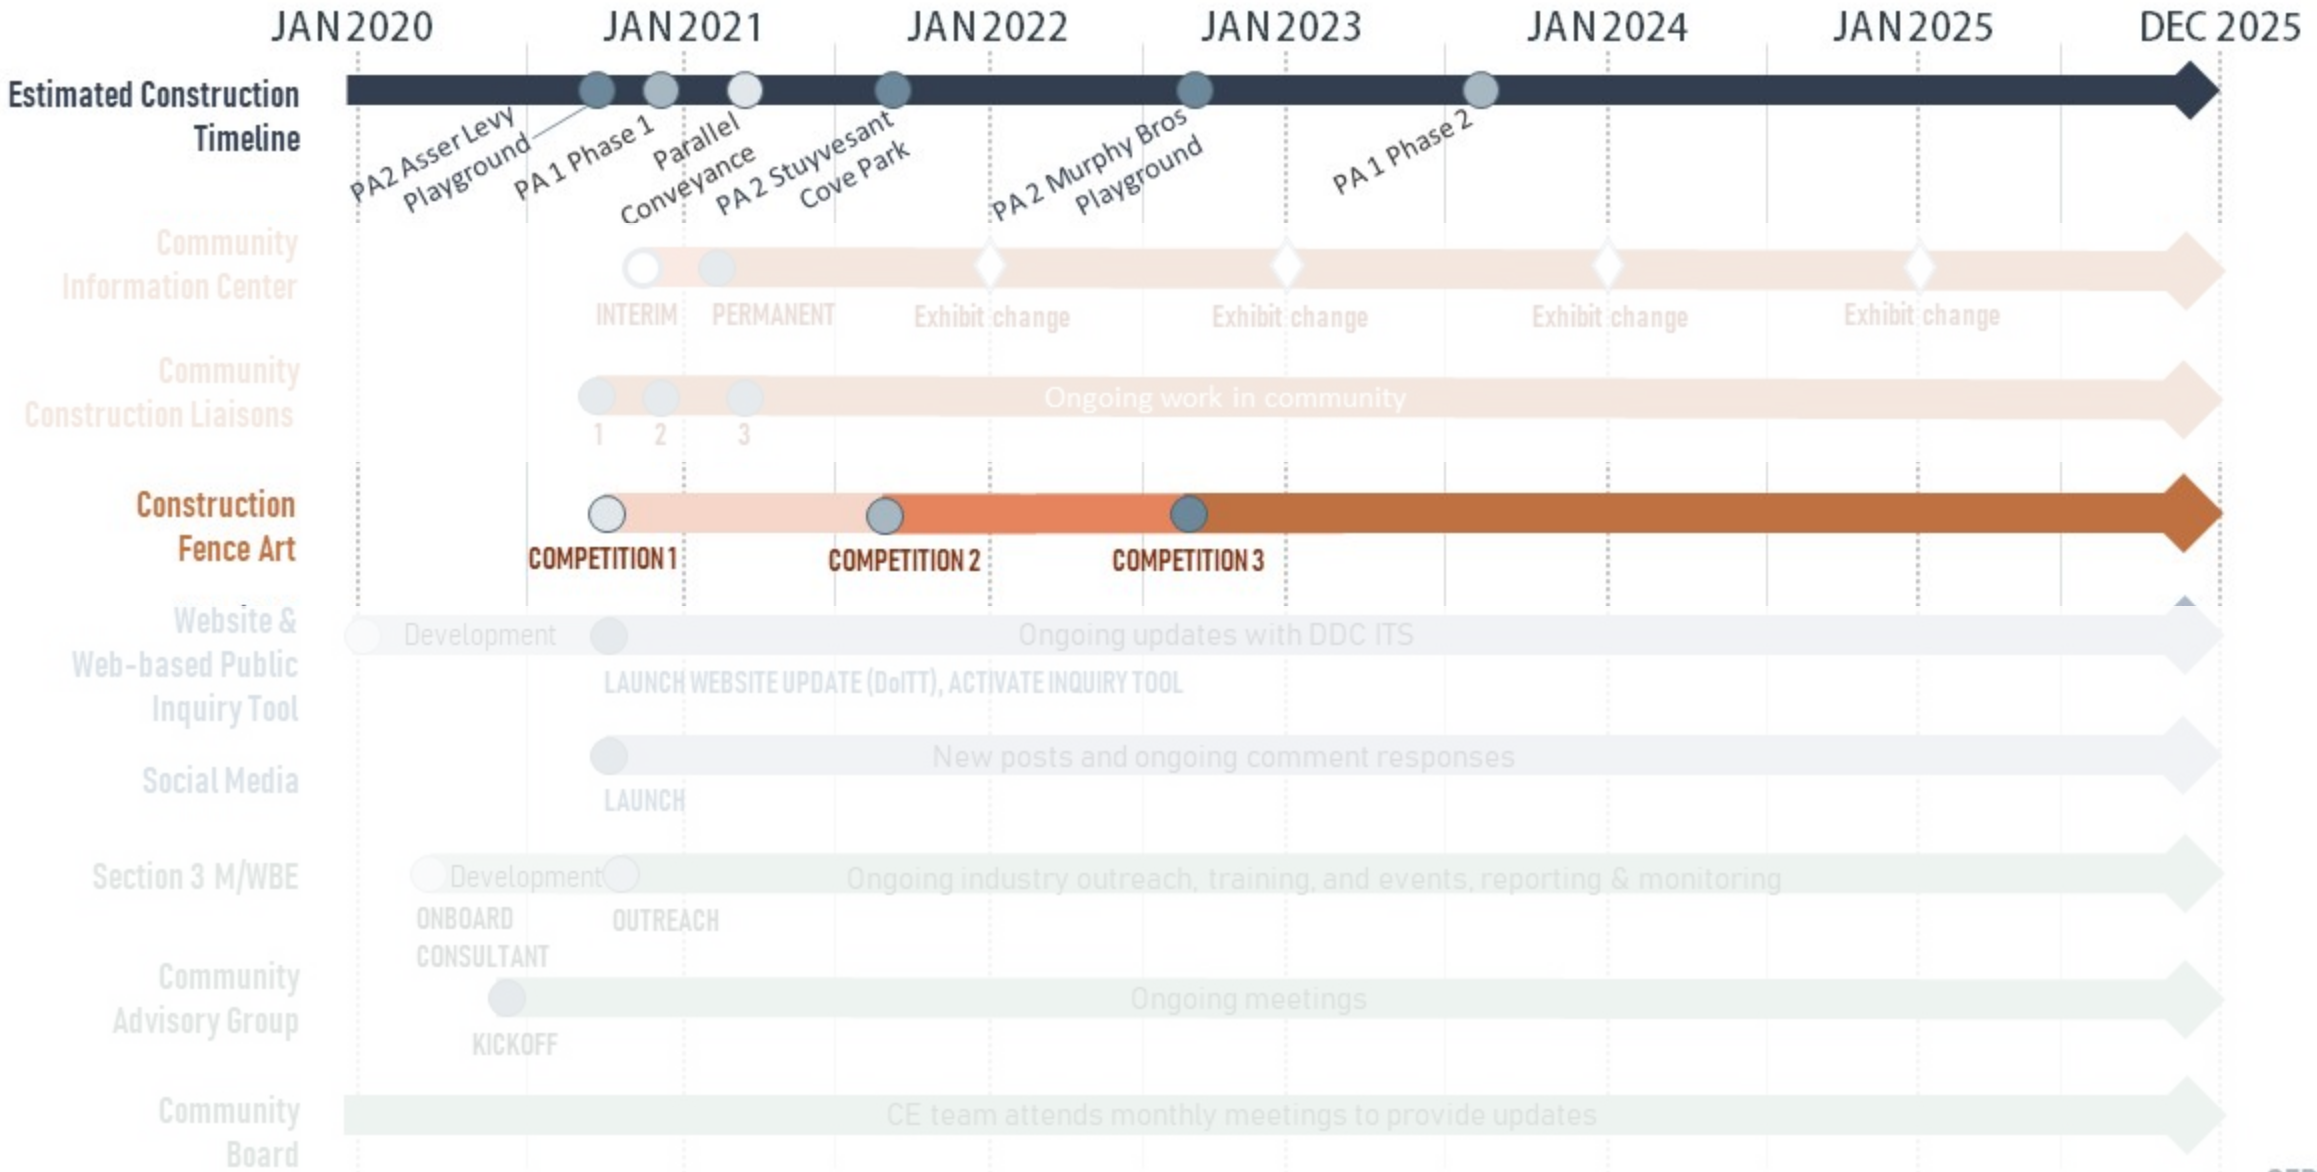 JAN 2020 JAN 2021 JAN 2022 JAN 2023 JAN 2024 JAN 2025 DEC 2025
Estimated Construction
Timeline
PA2 Asser Levy
Playground
PA 1 Phase 1
Parallel
Conveyance
PA 2 Stuyvesant
Cove Park
PA 2 Murphy Bros
Playground
PA 1 Phase 2
Community
Information Center
INTERIM PERMANENT Exhibit change Exhibit change Exhibit change Exhibit change
Community
Construction Liaisons
Ongoing work in community
1 2 3
Construction
Fence Art
COMPETITION 1 COMPETITION 2 COMPETITION 3
Website &
Web-based Public
Inquiry Tool
Development Ongoing updates with DDC ITS
LAUNCH WEBSITE UPDATE (DoITT), ACTIVATE INQUIRY TOOL
Social Media
New posts and ongoing comment responses
LAUNCH
Section 3 M/WBE
Development Ongoing industry outreach, training, and events, reporting & monitoring
ONBOARD
CONSULTANT
OUTREACH
Community
Advisory Group
Ongoing meetings
KICKOFF
Community
Board
CE team attends monthly meetings to provide updates